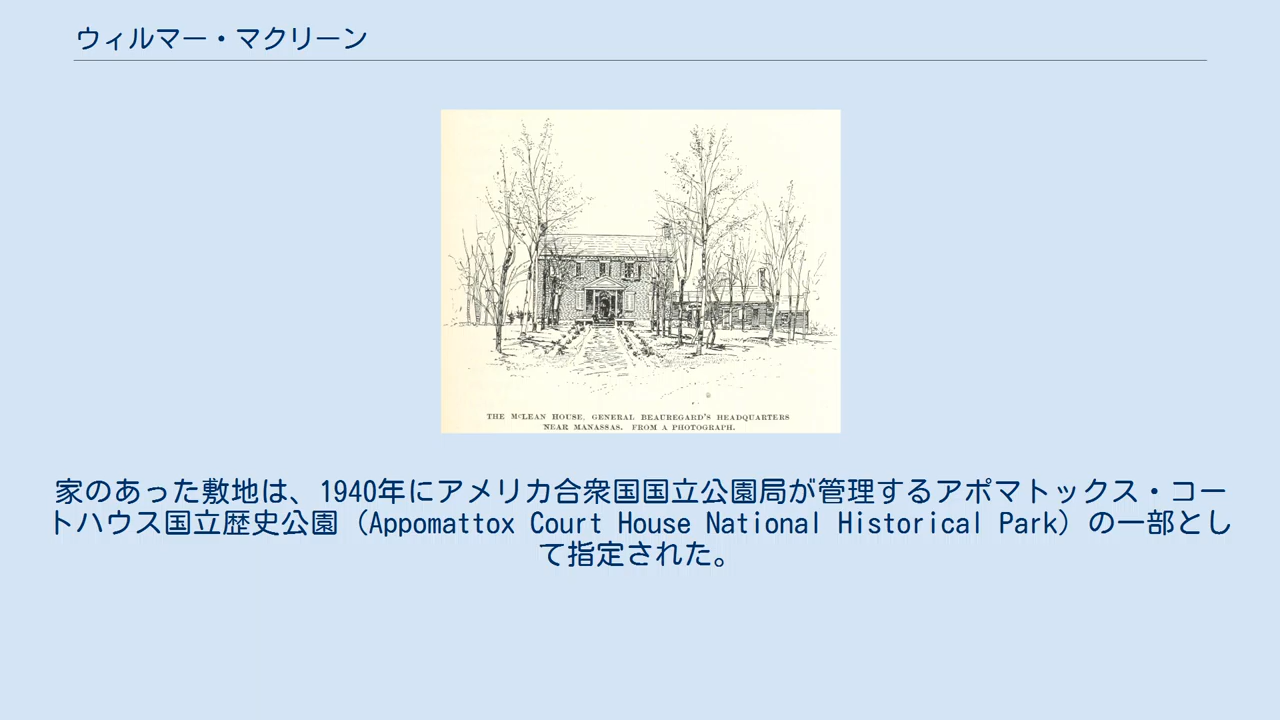 ウィルマー・マクリーン
THE MCLEAN HOUSE, GENERAL BEAUREGARD'S HEADQUARTERS
NEAR MANASSAS. FROM A PHOTOGRAPH.
家のあった敷地は、1940年にアメリカ合衆国国立公園局が管理するアポマトックス・コー
トハウス国立歴史公園（Appomattox Court House National Historical Park）の一部とし
て指定された。